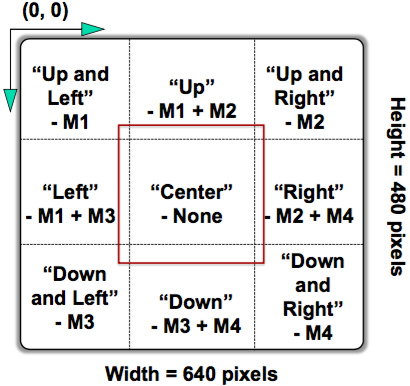 (0, 0)
“Up and
Left”
- M1
“Up”
- M1 + M2
“Up and
Right”
- M2
“Left”
- M1 + M3
“Center”
- None
“Right”
- M2 + M4
“Down
and Left”
- M3
“Down”
- M3 + M4
“Down
and
Right”
- M4
Height = 480 pixels
Width = 640 pixels